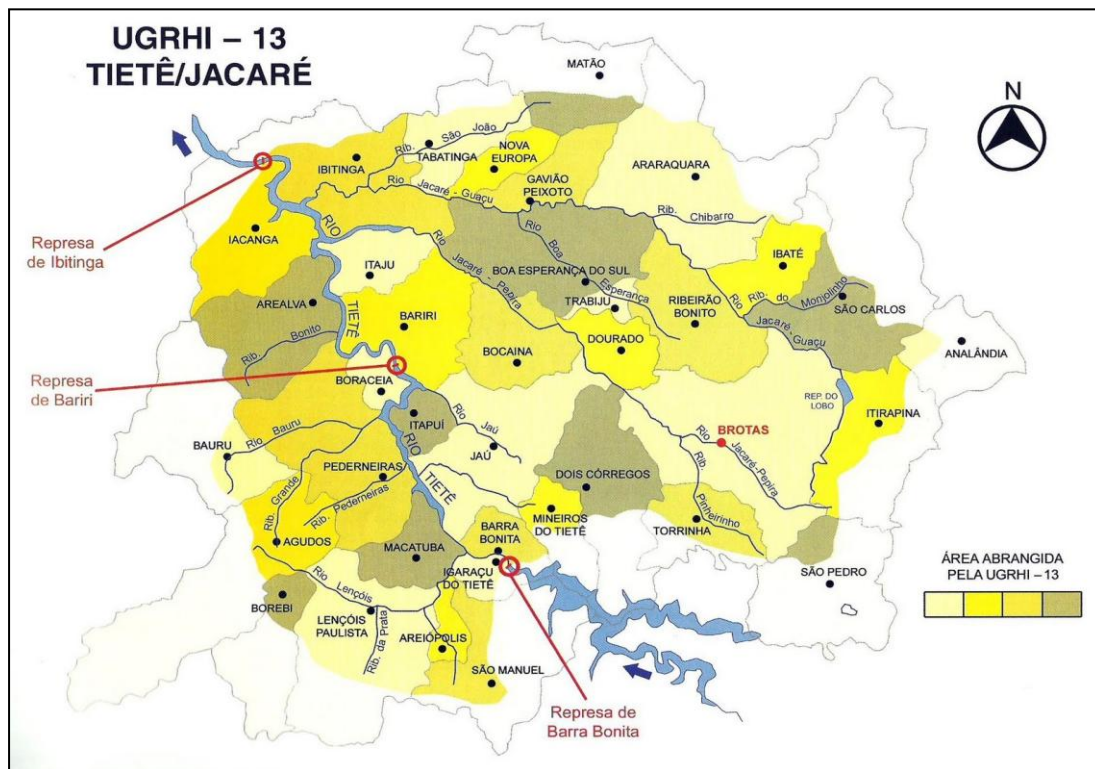 UGRHI – 13
TIETÊ/JACARÉ
MATÃO
N
Rib. São João
TABATINGA
NOVA
EUROPA
IBITINGA
ARARAQUARA
GAVIÃO
PEIXOTO
Rio Jacaré-Guaçu
Rib. Chibarro
Represa
de Ibitinga
RIO
IACANGA
Rio Jacaré-Pepira
Rio Boa Esperança
IBATÉ
ITAJU
BOA ESPERANÇA DO SUL
Rio Jacaré Guaçu
Rib. do Monjolinho
SÃO CARLOS
AREALVA
TRABIJU
RIBEIRÃO
BONITO
TIETÊ
BARIRI
Rib. Bonito
DOURADO
ANALÂNDIA
BOCAINA
Represa
de Bariri
BORACEIA
REP. DO
LOBO
ITIRAPINA
ITAPUÍ
Rio Jaú
Rio Bauru
RIO
BROTAS
Rio Jacaré-Pepira
BAURU
JAÚ
PEDERNEIRAS
TIETÊ
DOIS CÓRREGOS
Rib. Grande
Rib. Pederneiras
Rib. Pinheirinho
MINEIROS
DO TIETÊ
TORRINHA
AGUDOS
BARRA
BONITA
MACATUBA
IGARAÇU
DO TIETÊ
ÁREA ABRANGIDA
PELA UGRHI – 13
SÃO PEDRO
Rio Lençóis
BOREBI
LENÇÓIS
PAULISTA
Rib. da Prata
AREIÓPOLIS
SÃO MANUEL
Represa de
Barra Bonita